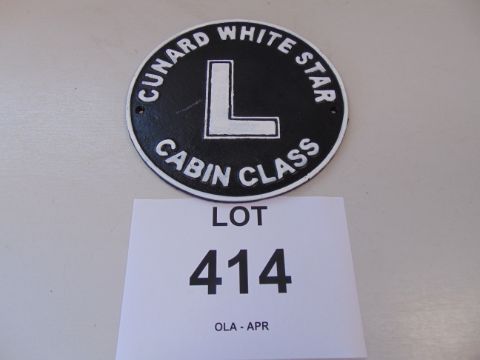 CUNARD WHITE STAR
L
CABIN CLASS
LOT
414
OLA - APR